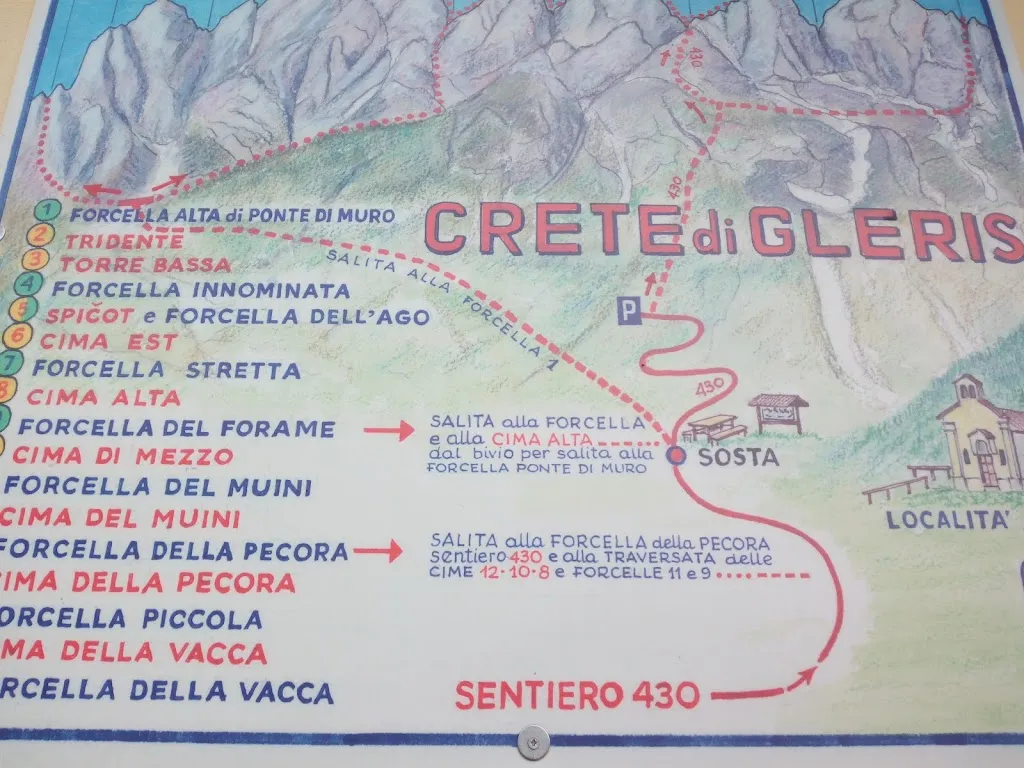 430
430
CRETE di GLERIS
1 FORCELLA ALTA di PONTE DI MURO
2 TRIDENTE
3 TORRE BASSA
4 FORCELLA INNOMINATA
5 SPIGOT e FORCELLA DELL'AGO
6 CIMA EST
7 FORCELLA STRETTA
8 CIMA ALTA
FORCELLA DEL FORAME
CIMA DI MEZZO
FORCELLA DEL MUINI
CIMA DEL MUINI
FORCELLA DELLA PECORA
CIMA DELLA PECORA
ORCELLA PICCOLA
MA DELLA VACCA
RCELLA DELLA VACCA
SALITA ALLA FORCELLA 1
P
430
SALITA alla FORCELLA
e alla CIMA ALTA
dal bivio per salita alla
FORCELLA PONTE DI MURO
SOSTA
LOCALITA'
SALITA alla FORCELLA della PECORA
sentiero 430 e alla TRAVERSATA delle
CIME 12·10·8 e FORCELLE 11 e 9
SENTIERO 430